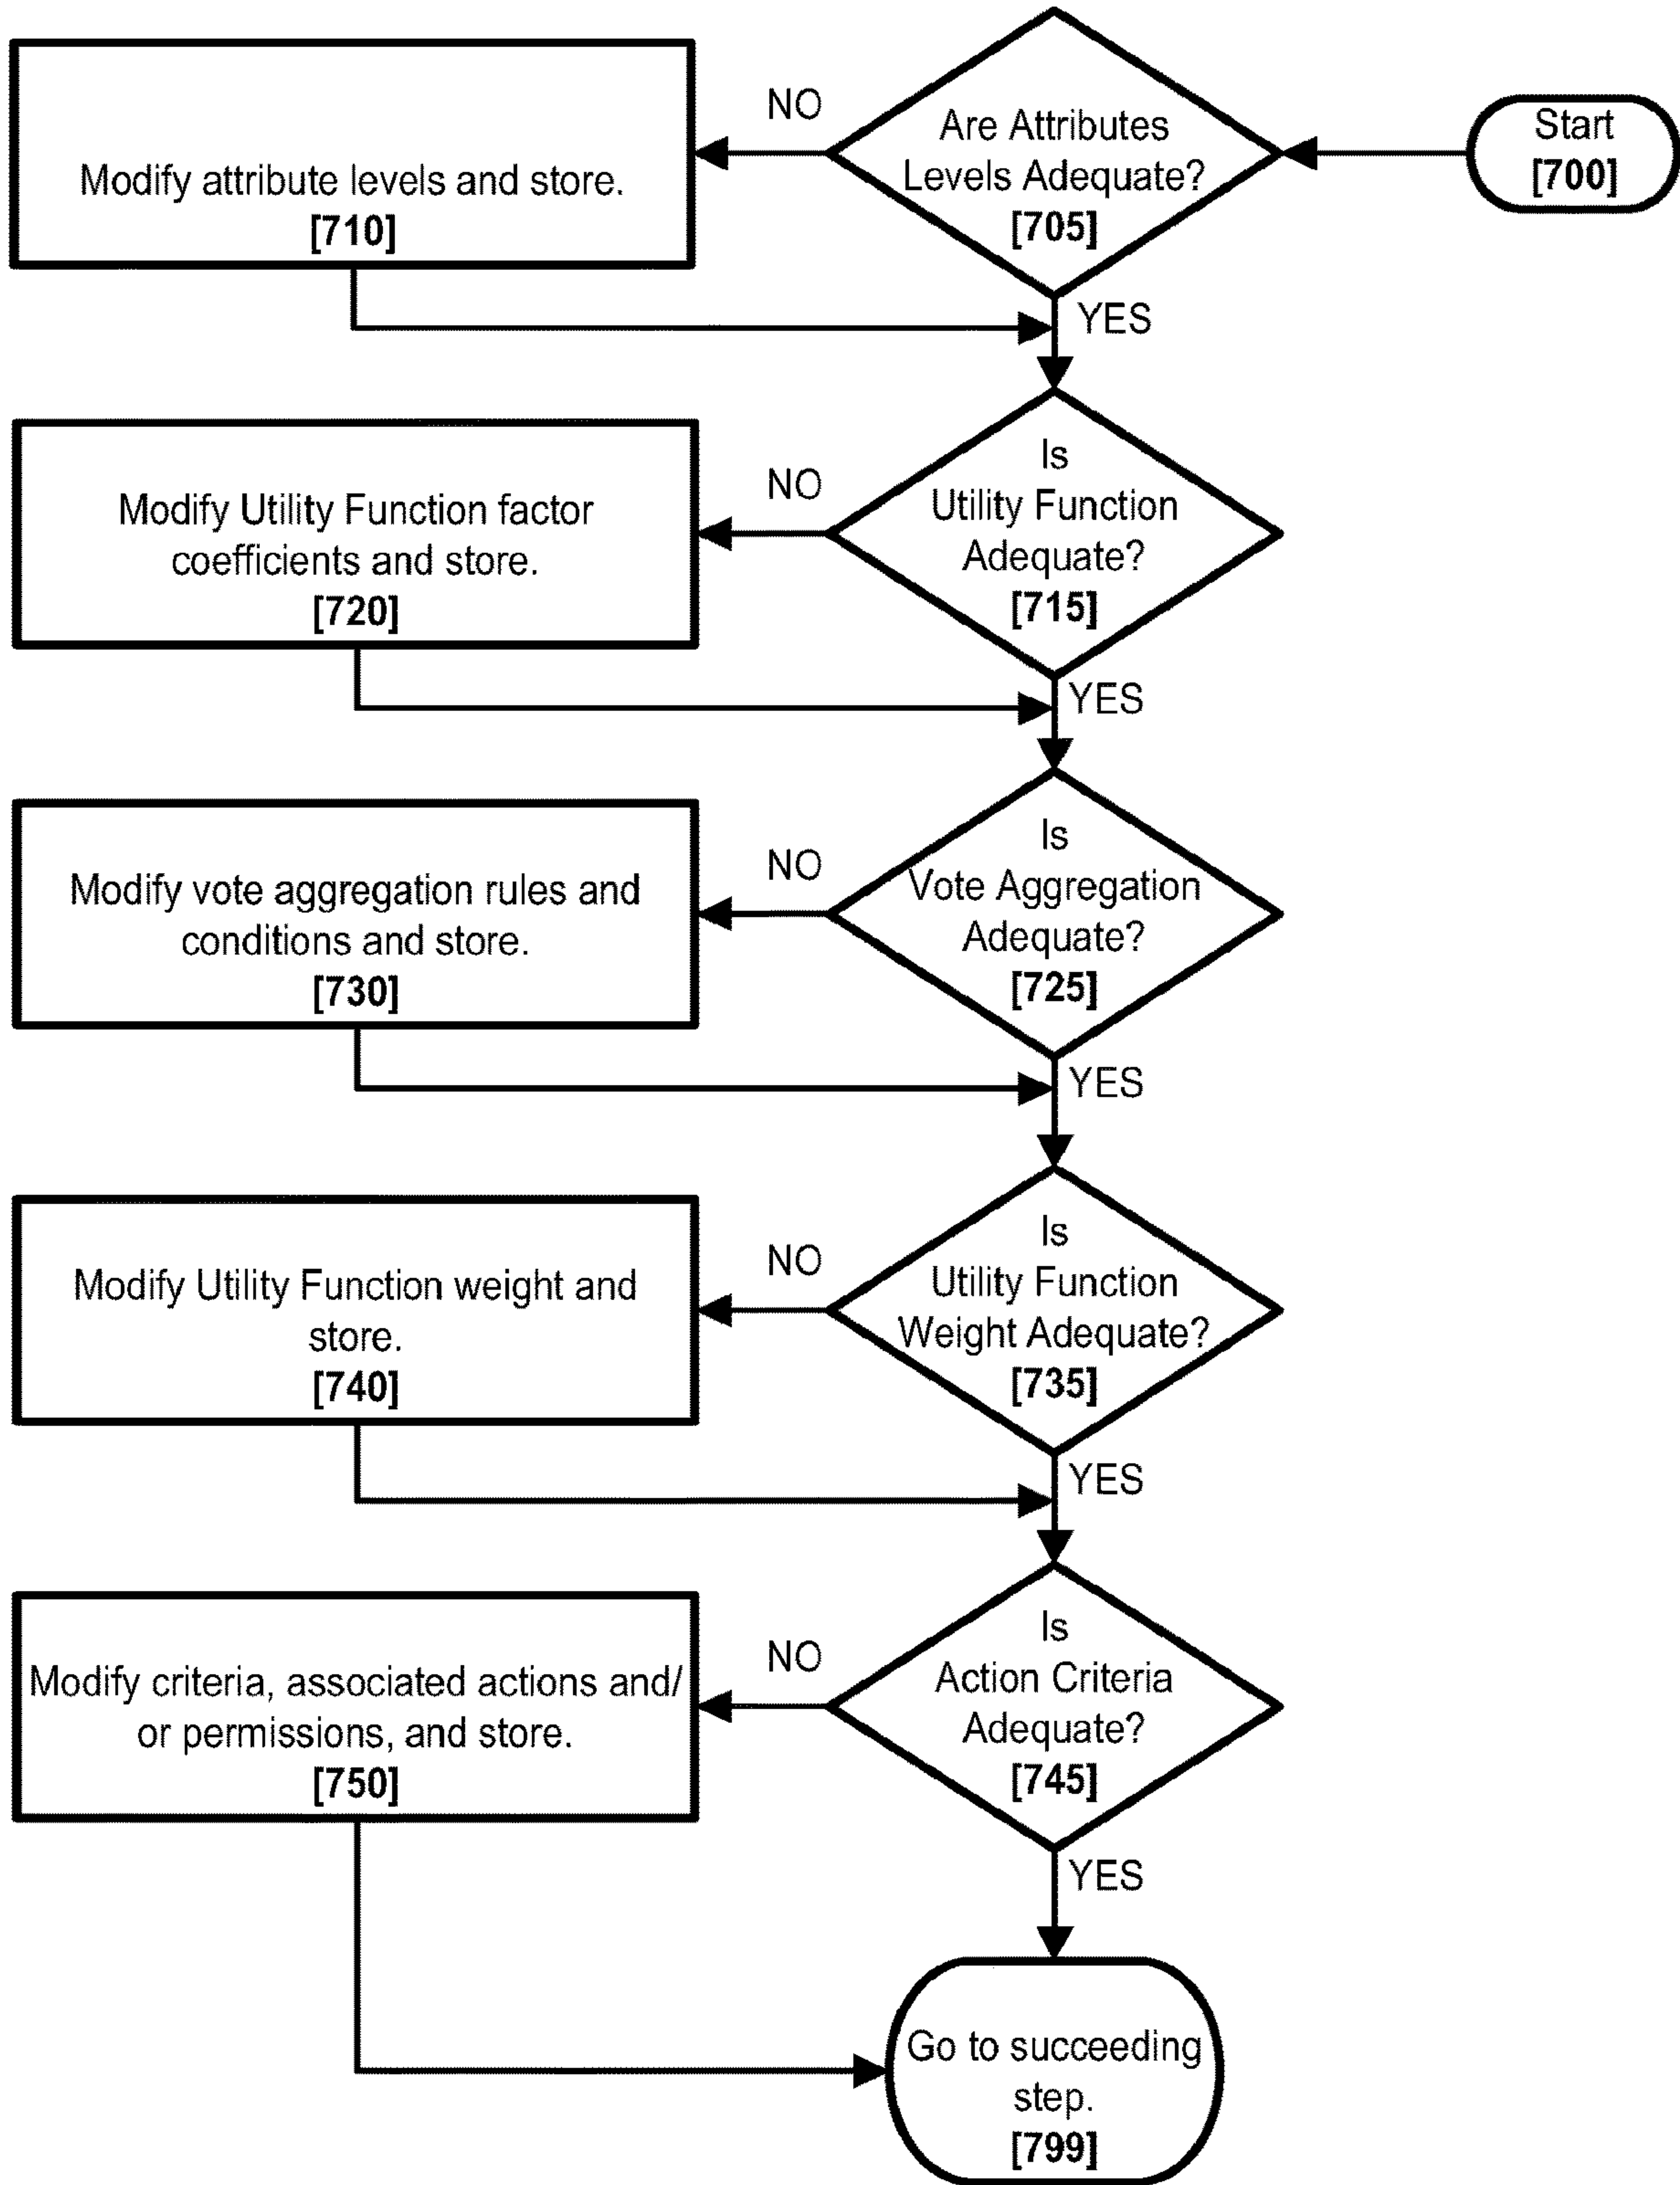 Start
[700]
Are Attributes
Levels Adequate?
[705]
NO
Modify attribute levels and store.
[710]
YES
Is
Utility Function
Adequate?
[715]
NO
Modify Utility Function factor
coefficients and store.
[720]
YES
Is
Vote Aggregation
Adequate?
[725]
NO
Modify vote aggregation rules and
conditions and store.
[730]
YES
Is
Utility Function
Weight Adequate?
[735]
NO
Modify Utility Function weight and
store.
[740]
YES
Is
Action Criteria
Adequate?
[745]
NO
Modify criteria, associated actions and/
or permissions, and store.
[750]
YES
Go to succeeding
step.
[799]